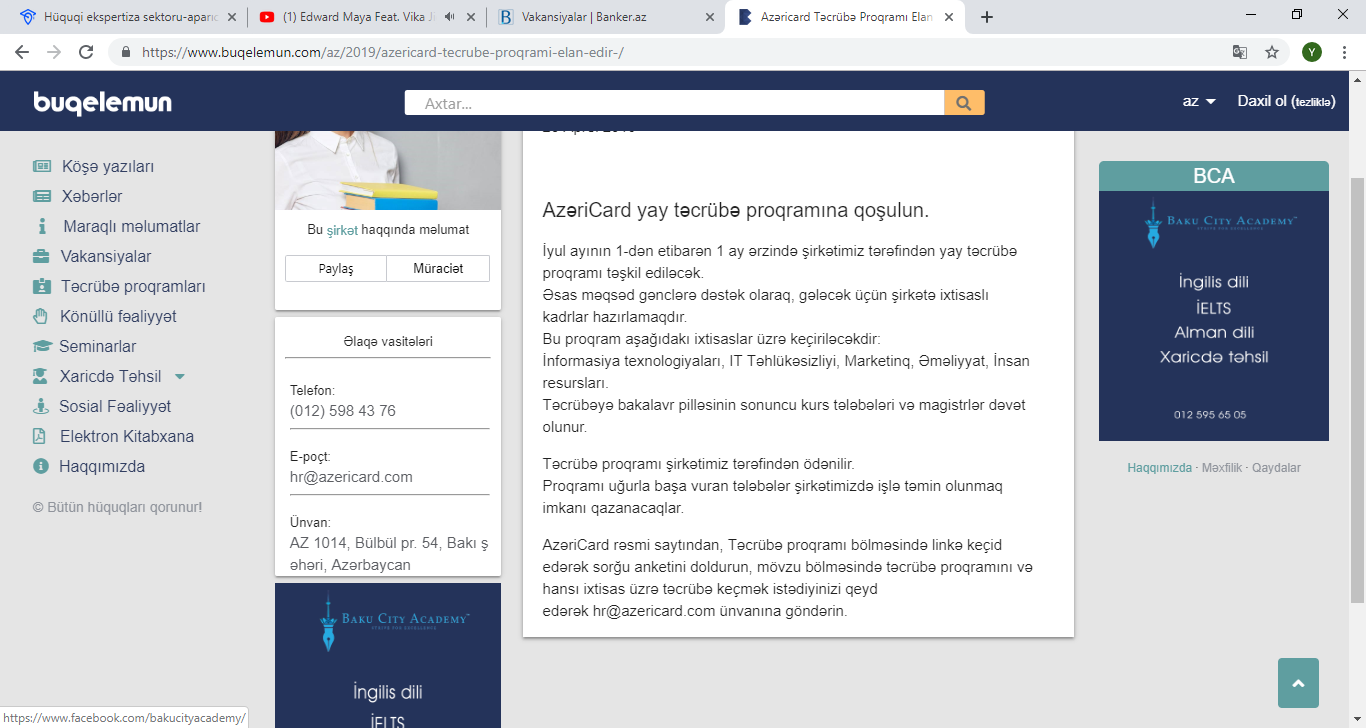 Hüquqi ekspertiza sektoru-aparıc
(1) Edward Maya Feat. Vika Ji
Vakansiyalar | Banker.az
Azəricard Təcrübə Proqramı Elan
https://www.buqelemun.com/az/2019/azericard-tecrube-proqrami-elan-edir-/
Y
buqelemun
Axtar...
az
Daxil ol (tezliklə)
Köşə yazıları
Xəbərlər
Maraqlı məlumatlar
Vakansiyalar
Təcrübə proqramları
Könüllü fəaliyyət
Seminarlar
Xaricdə Təhsil
Sosial Fəaliyyət
Elektron Kitabxana
Haqqımızda
© Bütün hüquqları qorunur!
Bu şirkət haqqında məlumat
Paylaş
Müraciət
Əlaqə vasitələri
Telefon:
(012) 598 43 76
E-poçt:
hr@azericard.com
Ünvan:
AZ 1014, Bülbül pr. 54, Bakı ş
əhəri, Azərbaycan
BAKU CITY ACADEMY
İngilis dili
İELTS
AzəriCard yay təcrübə proqramına qoşulun.
İyul ayının 1-dən etibarən 1 ay ərzində şirkətimiz tərəfindən yay təcrübə
proqramı təşkil ediləcək.
Əsas məqsəd gənclərə dəstək olaraq, gələcək üçün şirkətə ixtisaslı
kadrlar hazırlamaqdır.
Bu proqram aşağıdakı ixtisaslar üzrə keçiriləcəkdir:
İnformasiya texnologiyaları, IT Təhlükəsizliyi, Marketinq, Əməliyyat, İnsan
resursları.
Təcrübəyə bakalavr pilləsinin sonuncu kurs tələbələri və magistrlər dəvət
olunur.
Təcrübə proqramı şirkətimiz tərəfindən ödənilir.
Proqramı uğurla başa vuran tələbələr şirkətimizdə işlə təmin olunmaq
imkanı qazanacaqlar.
AzəriCard rəsmi saytından, Təcrübə proqramı bölməsində linkə keçid
edərək sorğu anketini doldurun, mövzu bölməsində təcrübə proqramını və
hansı ixtisas üzrə təcrübə keçmək istədiyinizi qeyd
edərək hr@azericard.com ünvanına göndərin.
BCA
BAKU CITY ACADEMY
İngilis dili
İELTS
Alman dili
Xaricdə təhsil
012 595 65 05
Haqqımızda · Məxfilik · Qaydalar
https://www.facebook.com/bakucityacademy/